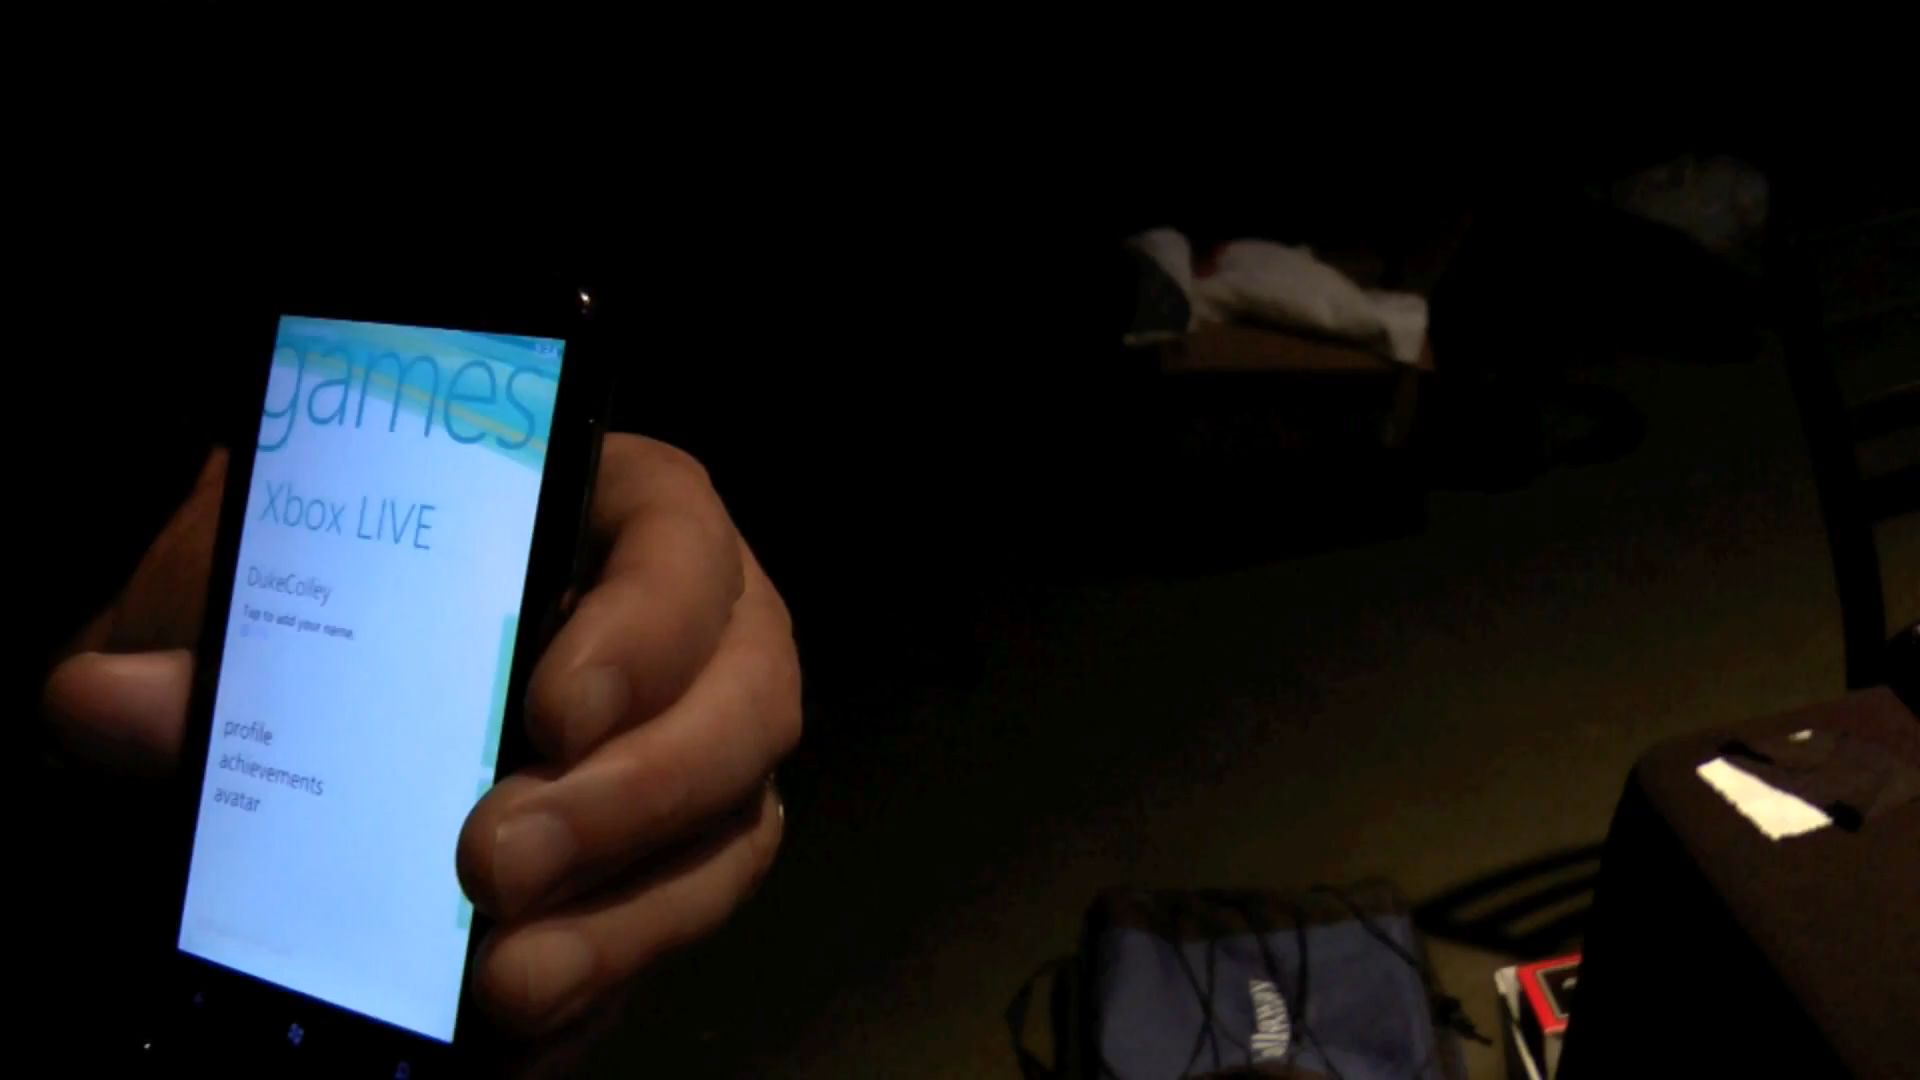 games
Xbox LIVE
DukeColley
Tap to add your name.
profile
achievements
avatar